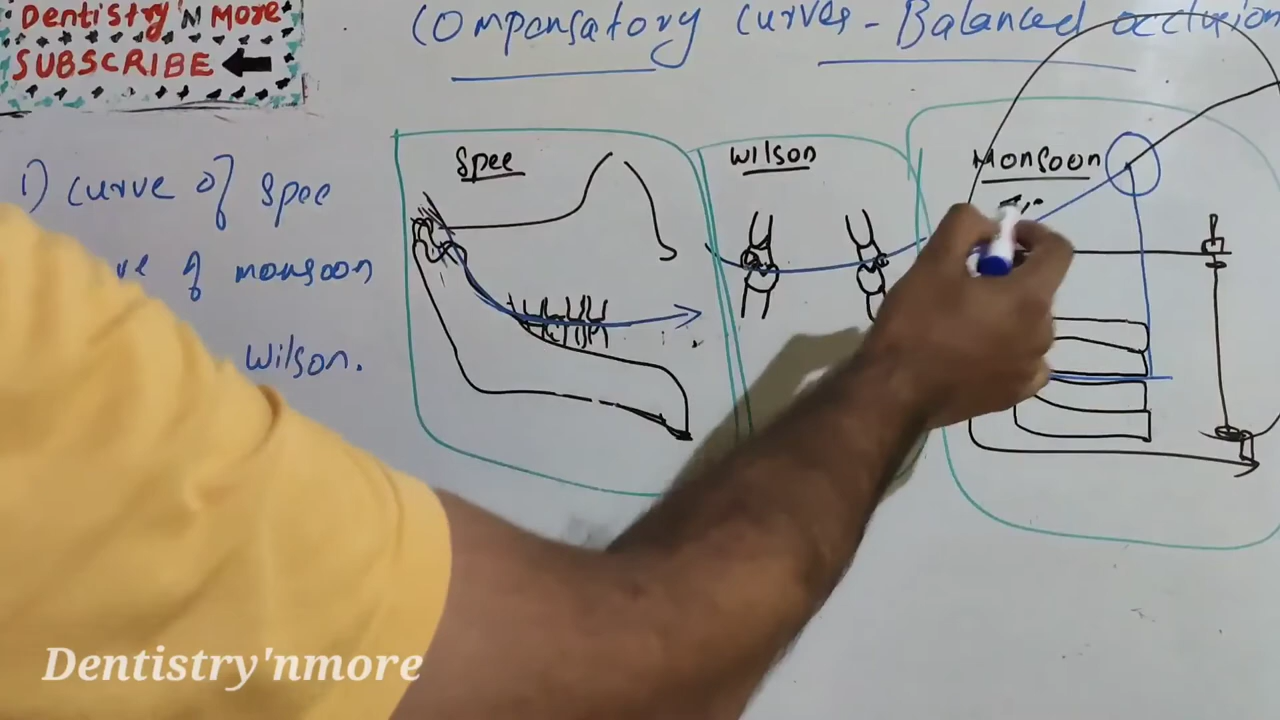 Dentistry'N More
SUBSCRIBE
Compensatory Curves - Balanced occlusion
1) Curve of Spee
ve of monsoon
Wilson.
Spee
Wilson
Monsoon
Dentistry'nmore